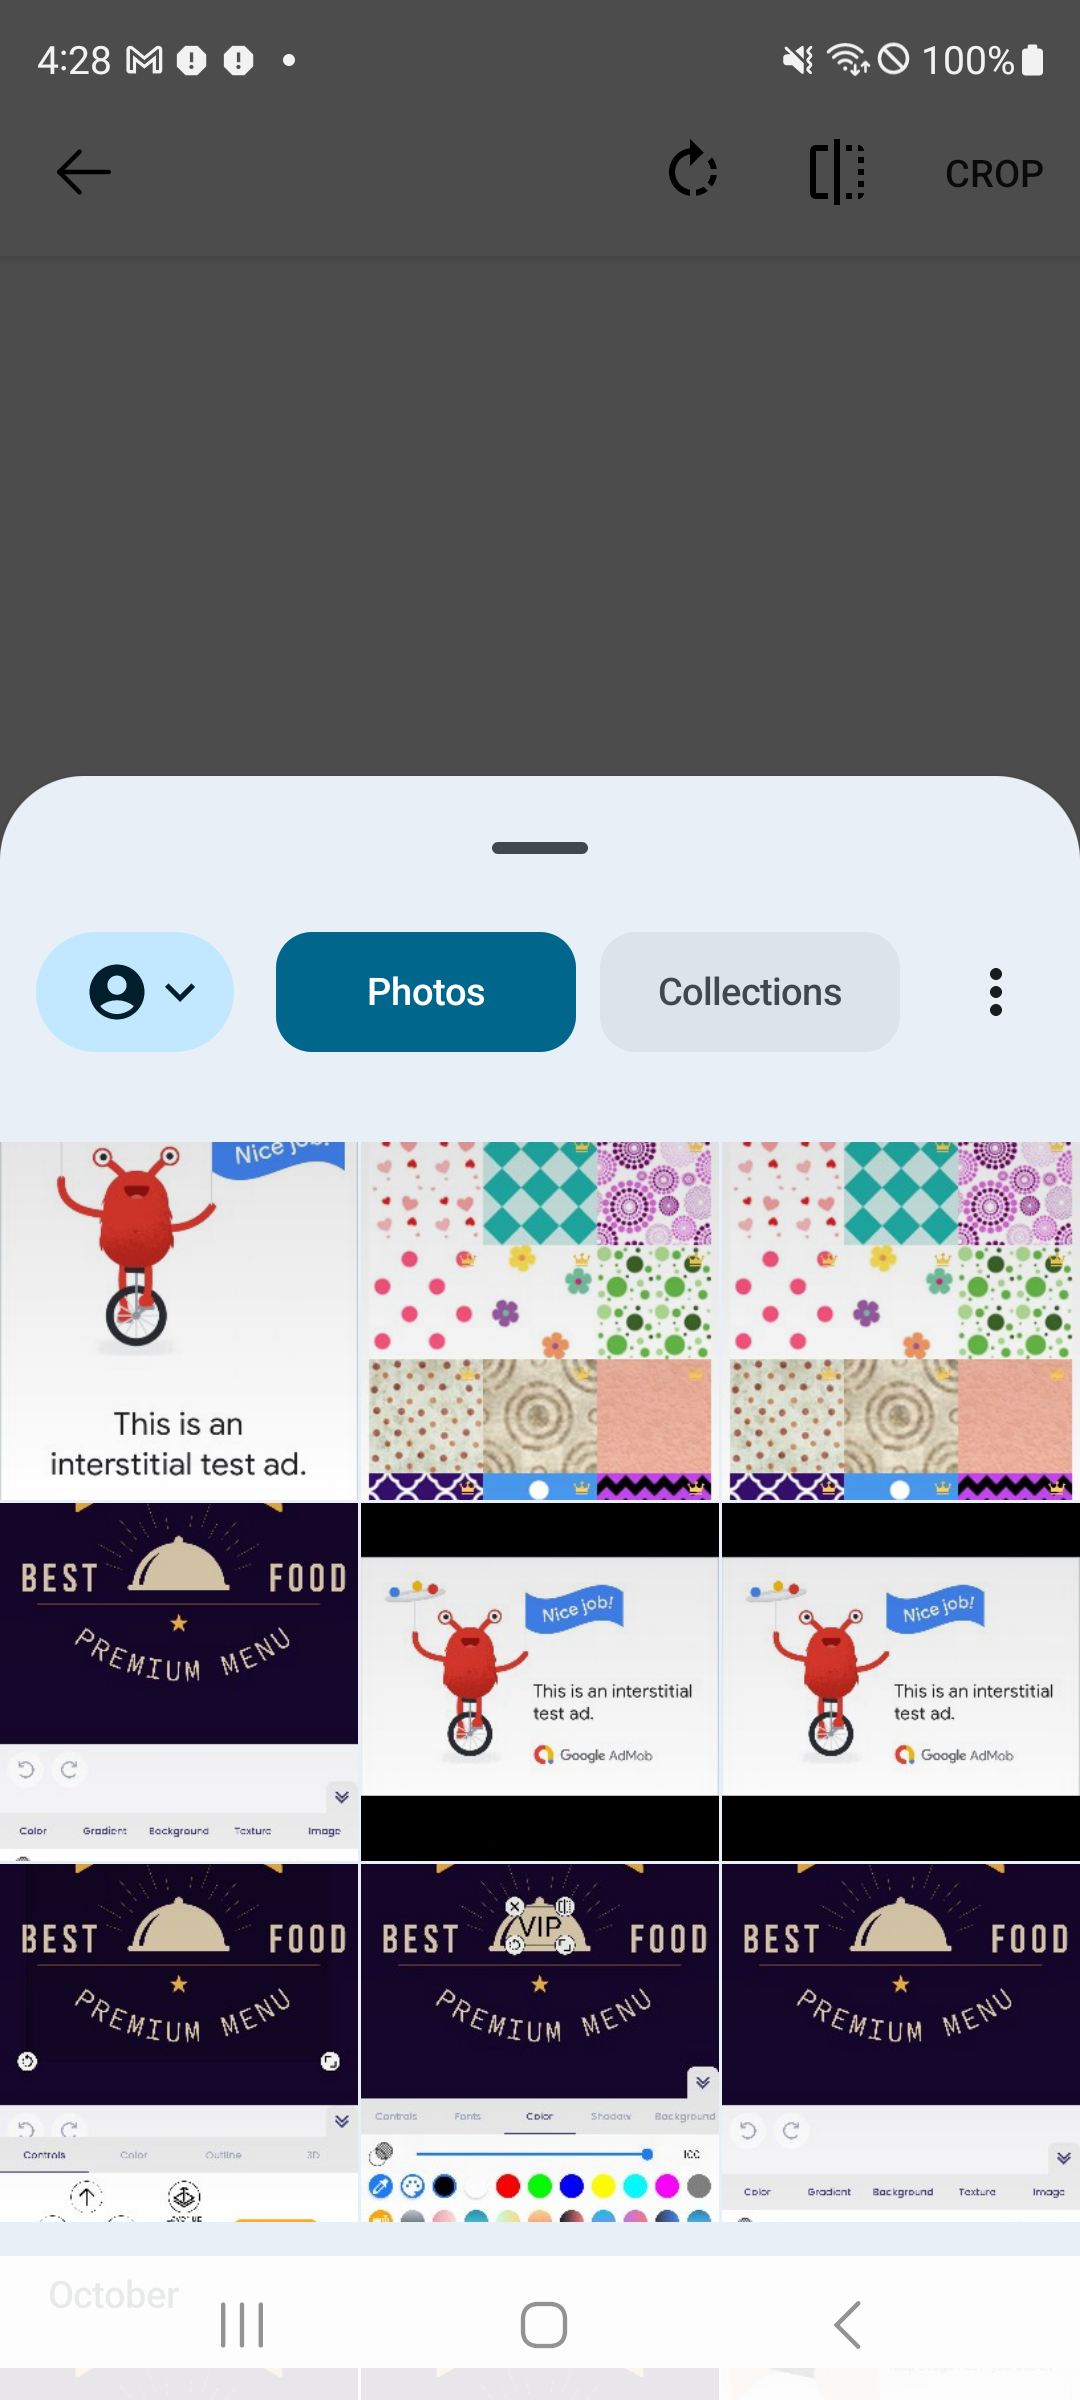 4:28
100%
CROP
Photos
Collections
Nice job!
This is an
interstitial test ad.
BEST FOOD
PREMIUM MENU
Color Gradient Background Texture Image
Nice job!
This is an interstitial
test ad.
Google AdMob
Nice job!
This is an interstitial
test ad.
Google AdMob
BEST FOOD
PREMIUM MENU
Controls Color Outline 3D
BEST FOOD
VIP
PREMIUM MENU
Controls Fonts Color Shadow Background
100
BEST FOOD
PREMIUM MENU
Color Gradient Background Texture Image
October